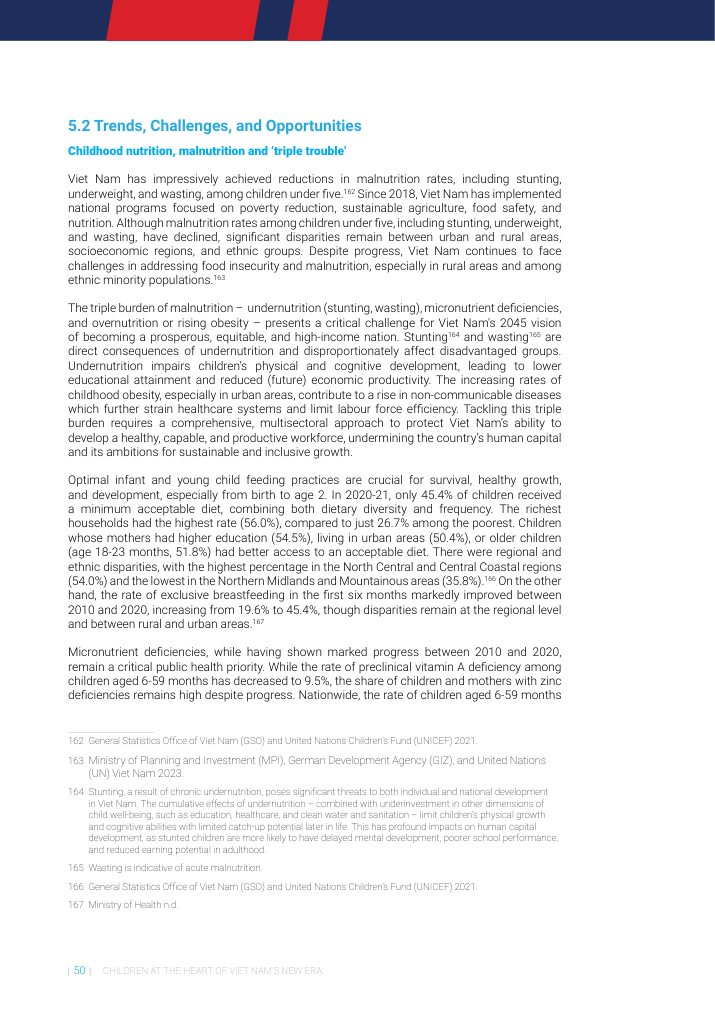 5.2 Trends, Challenges, and Opportunities
Childhood nutrition, malnutrition and ‘triple trouble’
Viet Nam has impressively achieved reductions in malnutrition rates, including stunting,
underweight, and wasting, among children under five.162 Since 2018, Viet Nam has implemented
national programs focused on poverty reduction, sustainable agriculture, food safety, and
nutrition. Although malnutrition rates among children under five, including stunting, underweight,
and wasting, have declined, significant disparities remain between urban and rural areas,
socioeconomic regions, and ethnic groups. Despite progress, Viet Nam continues to face
challenges in addressing food insecurity and malnutrition, especially in rural areas and among
ethnic minority populations.163
The triple burden of malnutrition – undernutrition (stunting, wasting), micronutrient deficiencies,
and overnutrition or rising obesity – presents a critical challenge for Viet Nam’s 2045 vision
of becoming a prosperous, equitable, and high-income nation. Stunting164 and wasting165 are
direct consequences of undernutrition and disproportionately affect disadvantaged groups.
Undernutrition impairs children’s physical and cognitive development, leading to lower
educational attainment and reduced (future) economic productivity. The increasing rates of
childhood obesity, especially in urban areas, contribute to a rise in non-communicable diseases
which further strain healthcare systems and limit labour force efficiency. Tackling this triple
burden requires a comprehensive, multisectoral approach to protect Viet Nam’s ability to
develop a healthy, capable, and productive workforce, undermining the country’s human capital
and its ambitions for sustainable and inclusive growth.
Optimal infant and young child feeding practices are crucial for survival, healthy growth,
and development, especially from birth to age 2. In 2020-21, only 45.4% of children received
a minimum acceptable diet, combining both dietary diversity and frequency. The richest
households had the highest rate (56.0%), compared to just 26.7% among the poorest. Children
whose mothers had higher education (54.5%), living in urban areas (50.4%), or older children
(age 18-23 months, 51.8%) had better access to an acceptable diet. There were regional and
ethnic disparities, with the highest percentage in the North Central and Central Coastal regions
(54.0%) and the lowest in the Northern Midlands and Mountainous areas (35.8%).166 On the other
hand, the rate of exclusive breastfeeding in the first six months markedly improved between
2010 and 2020, increasing from 19.6% to 45.4%, though disparities remain at the regional level
and between rural and urban areas.167
Micronutrient deficiencies, while having shown marked progress between 2010 and 2020,
remain a critical public health priority. While the rate of preclinical vitamin A deficiency among
children aged 6-59 months has decreased to 9.5%, the share of children and mothers with zinc
deficiencies remains high despite progress. Nationwide, the rate of children aged 6-59 months
162 General Statistics Office of Viet Nam (GSO) and United Nations Children’s Fund (UNICEF) 2021.
163 Ministry of Planning and Investment (MPI), German Development Agency (GIZ), and United Nations
(UN) Viet Nam 2023.
164 Stunting, a result of chronic undernutrition, poses significant threats to both individual and national development
in Viet Nam. The cumulative effects of undernutrition – combined with underinvestment in other dimensions of
child well-being, such as education, healthcare, and clean water and sanitation – limit children’s physical growth
and cognitive abilities with limited catch-up potential later in life. This has profound impacts on human capital
development, as stunted children are more likely to have delayed mental development, poorer school performance,
and reduced earning potential in adulthood.
165 Wasting is indicative of acute malnutrition.
166 General Statistics Office of Viet Nam (GSO) and United Nations Children’s Fund (UNICEF) 2021.
167 Ministry of Health n.d.
| 50 | CHILDREN AT THE HEART OF VIET NAM’S NEW ERA